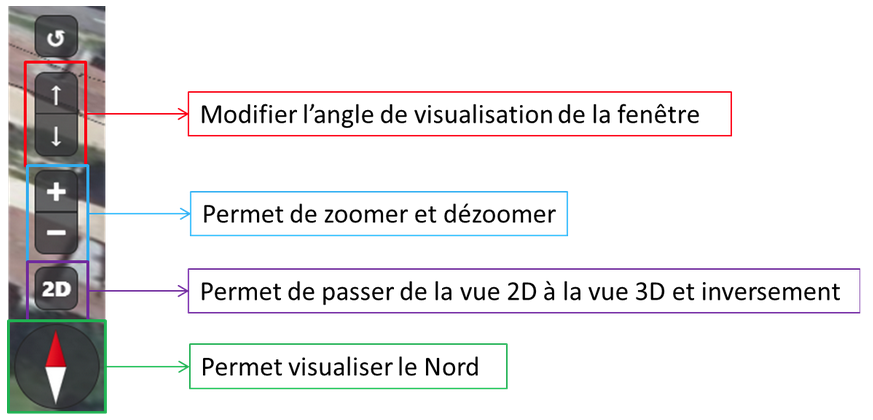 Modifier l’angle de visualisation de la fenêtre
Permet de zoomer et dézoomer
2D
Permet de passer de la vue 2D à la vue 3D et inversement
Permet visualiser le Nord